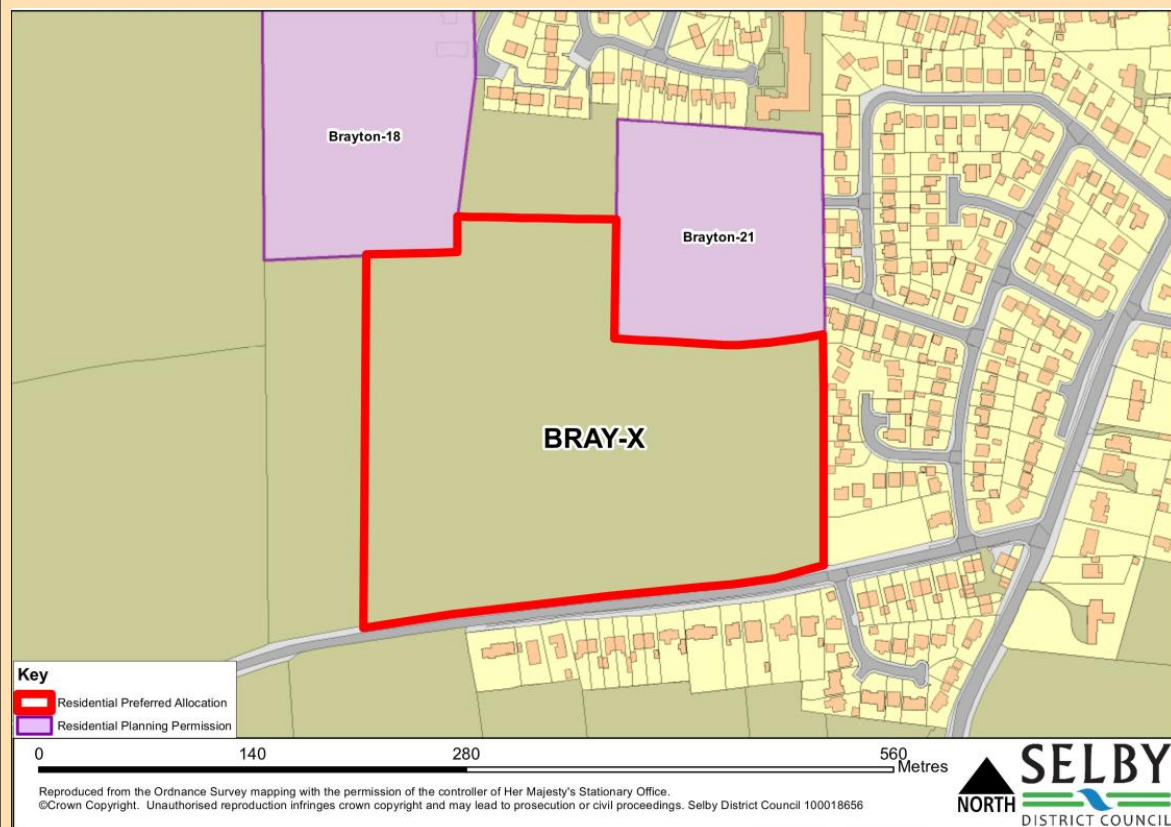 Brayton-18
Brayton-21
BRAY-X
Key
Residential Preferred Allocation
Residential Planning Permission
0 140 280 560
Metres
Reproduced from the Ordnance Survey mapping with the permission of the controller of Her Majesty's Stationary Office.
©Crown Copyright. Unauthorised reproduction infringes crown copyright and may lead to prosecution or civil proceedings. Selby District Council 100018656
NORTH
SELBY
DISTRICT COUNCIL